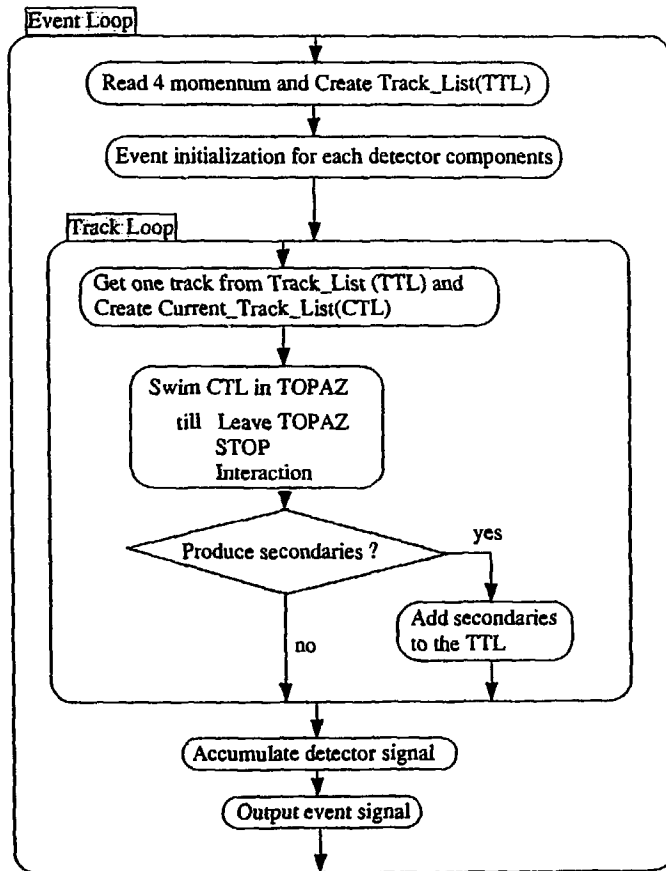 Event Loop
Read 4 momentum and Create Track_List(TTL)
Event initialization for each detector components
Track Loop
Get one track from Track_List (TTL) and
Create Current_Track_List(CTL)
Swim CTL in TOPAZ
till Leave TOPAZ
STOP
Interaction
Produce secondaries ?
yes
Add secondaries
to the TTL
no
Accumulate detector signal
Output event signal